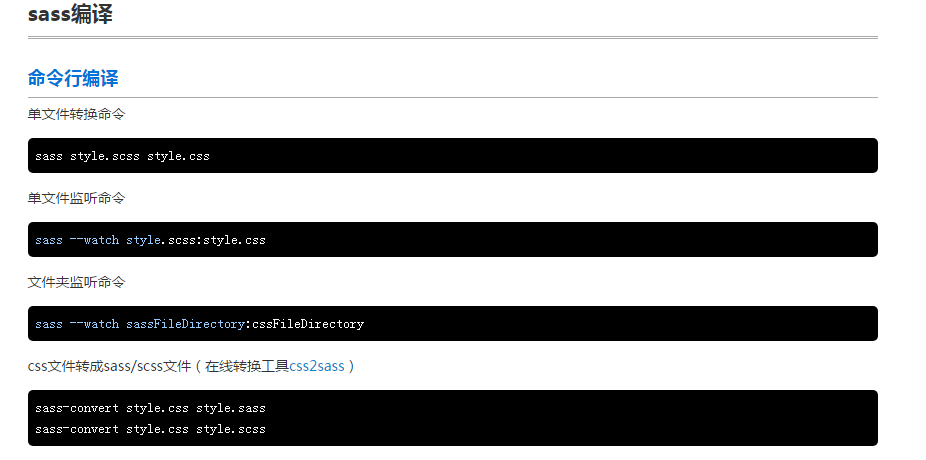 sass编译
命令行编译
单文件转换命令
sass style.scss style.css
单文件监听命令
sass --watch style.scss:style.css
文件夹监听命令
sass --watch sassFileDirectory:cssFileDirectory
css文件转成sass/scss文件（在线转换工具css2sass）
sass-convert style.css style.sass
sass-convert style.css style.scss